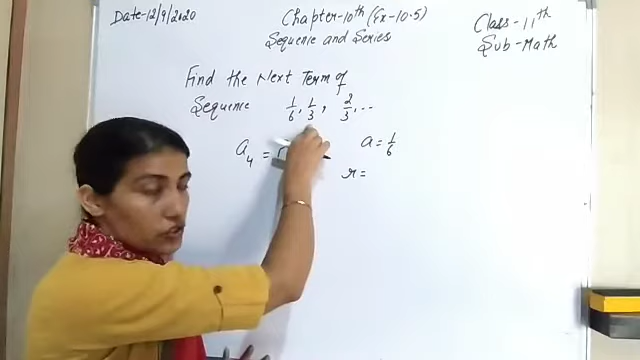 Date-12/9/2020
Chapter-10th (Ex-10.5)
Class-11th
Sequence and Series
Sub-Math
Find the Next Term of
Sequence 1/6, 1/3, 2/3, ...
a4 = a = 1/6
r =